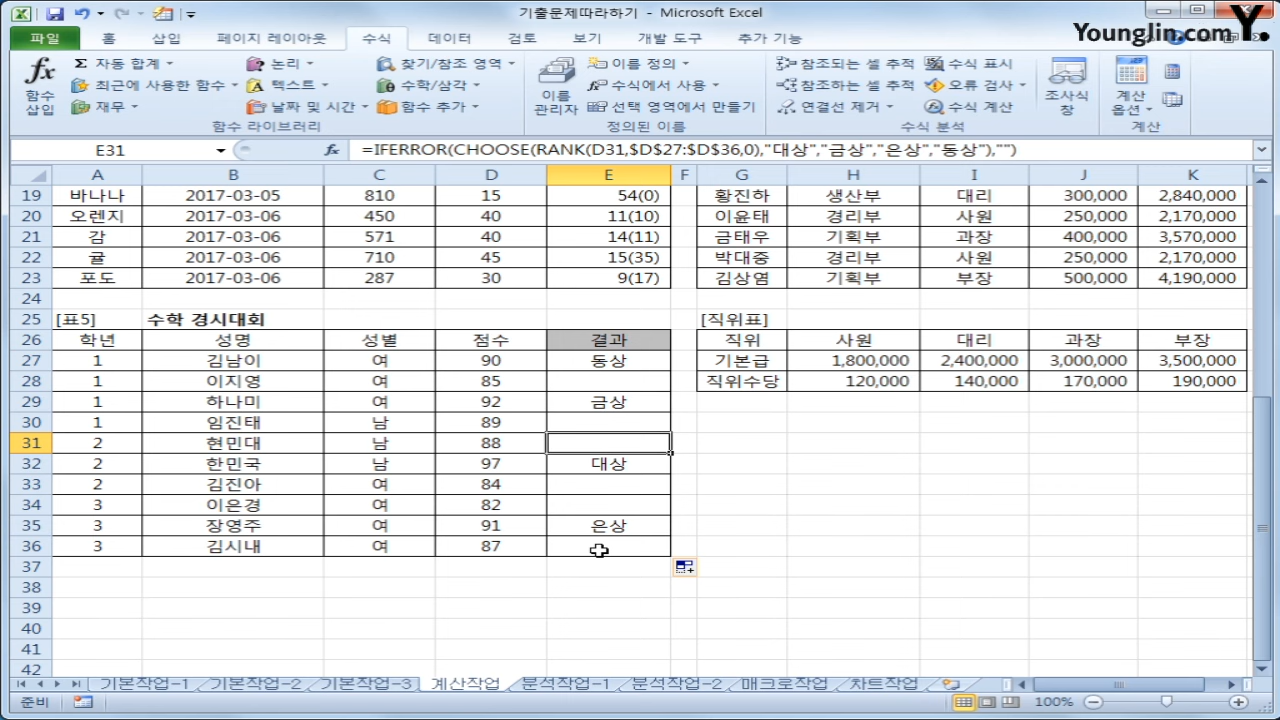 기출문제따라하기 - Microsoft Excel
Younglin.com Y.
파일 홈 삽입 페이지 레이아웃 수식 데이터 검토 보기 개발 도구 추가 기능
fx 함수 삽입
Σ 자동 합계 논리 찾기/참조 영역
최근에 사용한 함수 텍스트 수학/삼각
재무 날짜 및 시간 함수 추가
함수 라이브러리
이름 관리자
이름 정의
수식에서 사용
선택 영역에서 만들기
정의된 이름
참조되는 셀 추적 수식 표시
참조하는 셀 추적 오류 검사
연결선 제거 수식 계산
수식 분석
조사식 창
계산 옵션
계산
E31 fx =IFERROR(CHOOSE(RANK(D31,$D$27:$D$36,0),"대상","금상","은상","동상"),"")
A B C D E F G H I J K
19 바나나 2017-03-05 810 15 54(0) 황진하 생산부 대리 300,000 2,840,000
20 오렌지 2017-03-06 450 40 11(10) 이윤태 경리부 사원 250,000 2,170,000
21 감 2017-03-06 571 40 14(11) 금태우 기획부 과장 400,000 3,570,000
22 귤 2017-03-06 710 45 15(35) 박대중 경리부 사원 250,000 2,170,000
23 포도 2017-03-06 287 30 9(17) 김상염 기획부 부장 500,000 4,190,000
24
25 [표5] 수학 경시대회 [직위표]
26 학년 성명 성별 점수 결과 직위 사원 대리 과장 부장
27 1 김남이 여 90 동상 기본급 1,800,000 2,400,000 3,000,000 3,500,000
28 1 이지영 여 85 직위수당 120,000 140,000 170,000 190,000
29 1 하나미 여 92 금상
30 1 임진태 남 89
31 2 현민대 남 88
32 2 한민국 남 97 대상
33 2 김진아 여 84
34 3 이은경 여 82
35 3 장영주 여 91 은상
36 3 김시내 여 87
37
38
39
40
41
42
기본작업-1 기본작업-2 기본작업-3 계산작업 분석작업-1 분석작업-2 매크로작업 차트작업
준비 100%